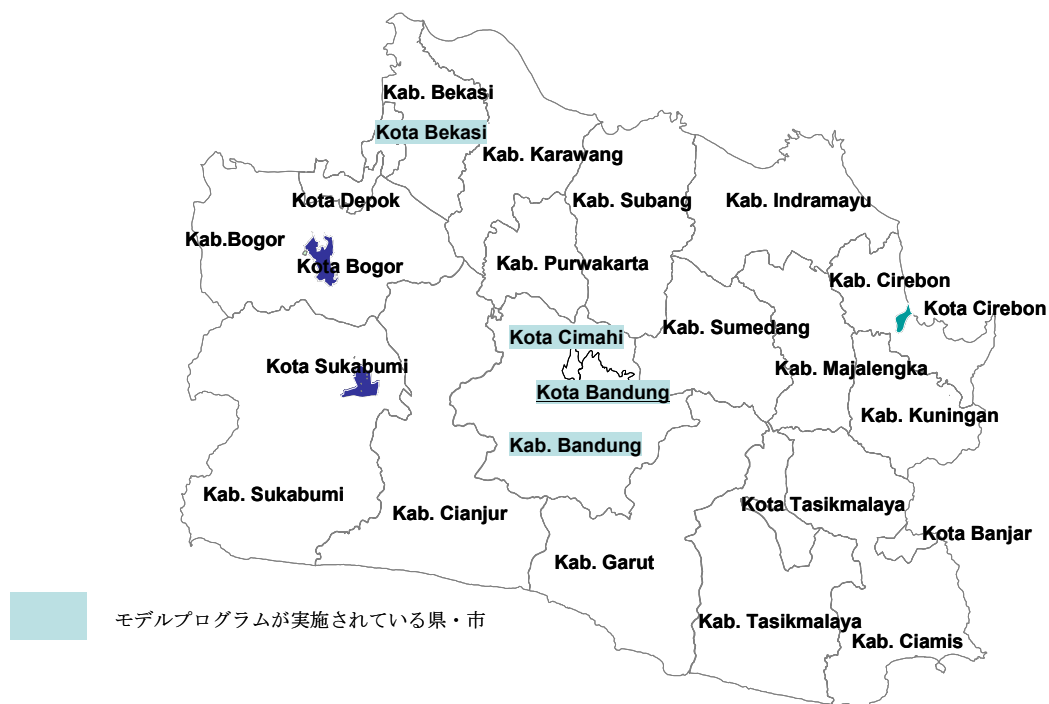 Kab. Bekasi
Kota Bekasi
Kab. Karawang
Kota Depok
Kab. Subang
Kab. Indramayu
Kab.Bogor
Kota Bogor
Kab. Purwakarta
Kab. Cirebon
Kota Cirebon
Kota Cimahi
Kab. Sumedang
Kota Sukabumi
Kab. Majalengka
Kota Bandung
Kab. Kuningan
Kab. Bandung
Kab. Sukabumi
Kab. Cianjur
Kota Tasikmalaya
Kota Banjar
Kab. Garut
モデルプログラムが実施されている県・市
Kab. Tasikmalaya
Kab. Ciamis